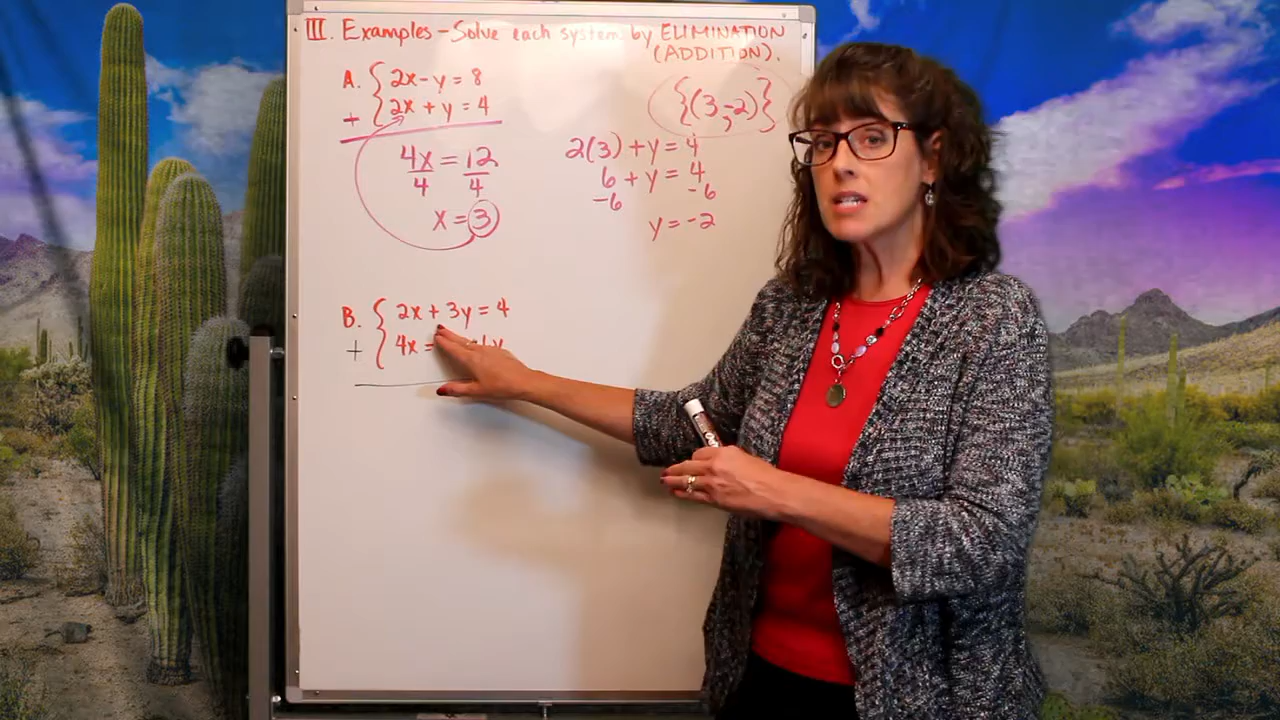 III. Examples - Solve each system by ELIMINATION
(ADDITION).
A. { 2x - y = 8
+ { 2x + y = 4
4x = 12
4 4
x = 3
{(3, -2)}
2(3) + y = 4
6 + y = 4
-6 -6
y = -2
B. { 2x + 3y = 4
+ { 4x =
EXPO